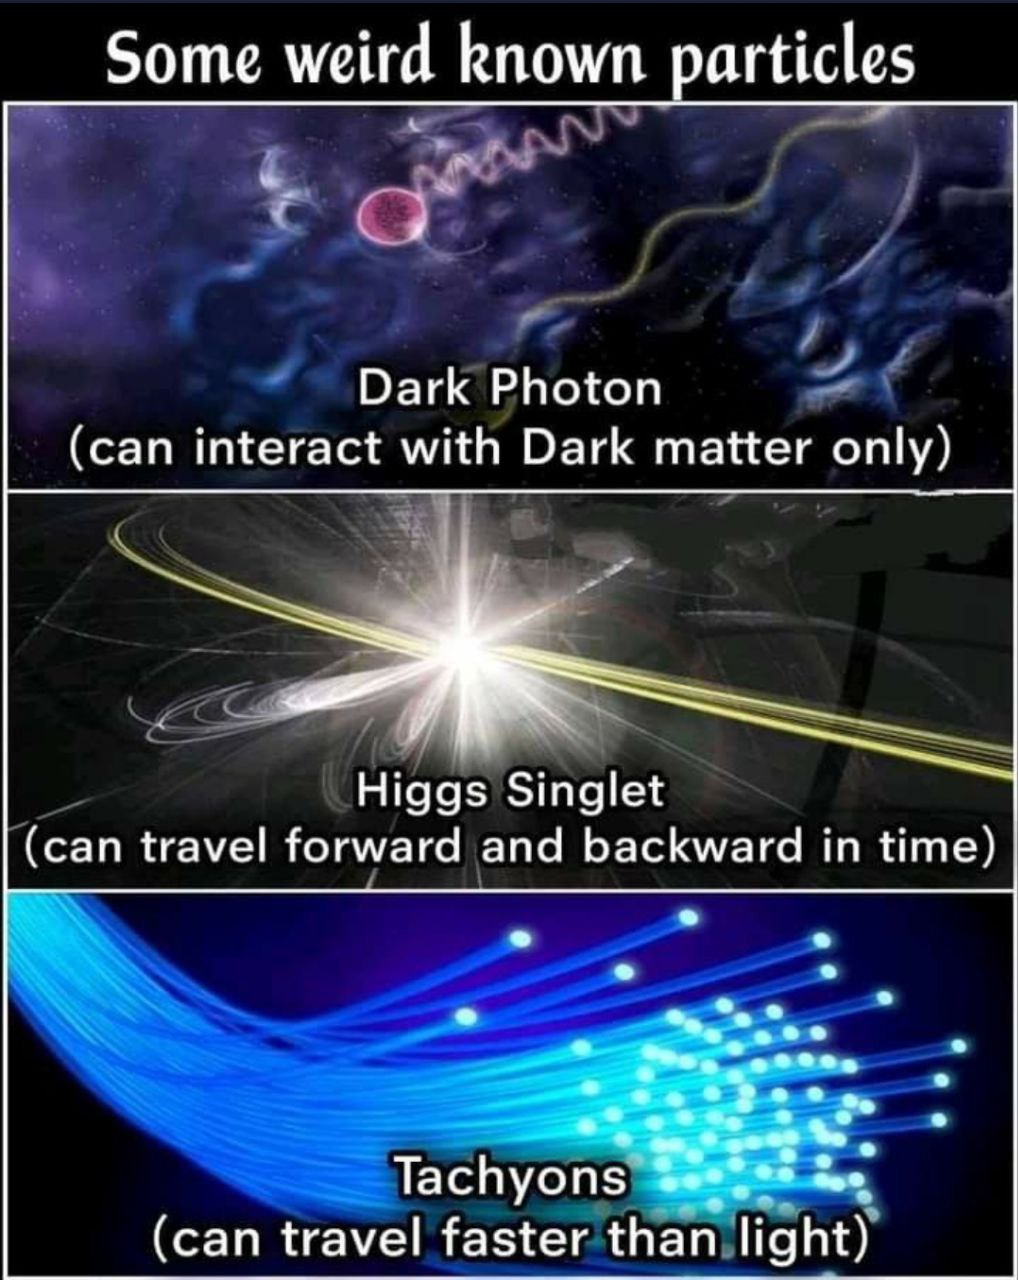 Some weird known particles
Dark Photon
(can interact with Dark matter only)
Higgs Singlet
(can travel forward and backward in time)
Tachyons
(can travel faster than light)